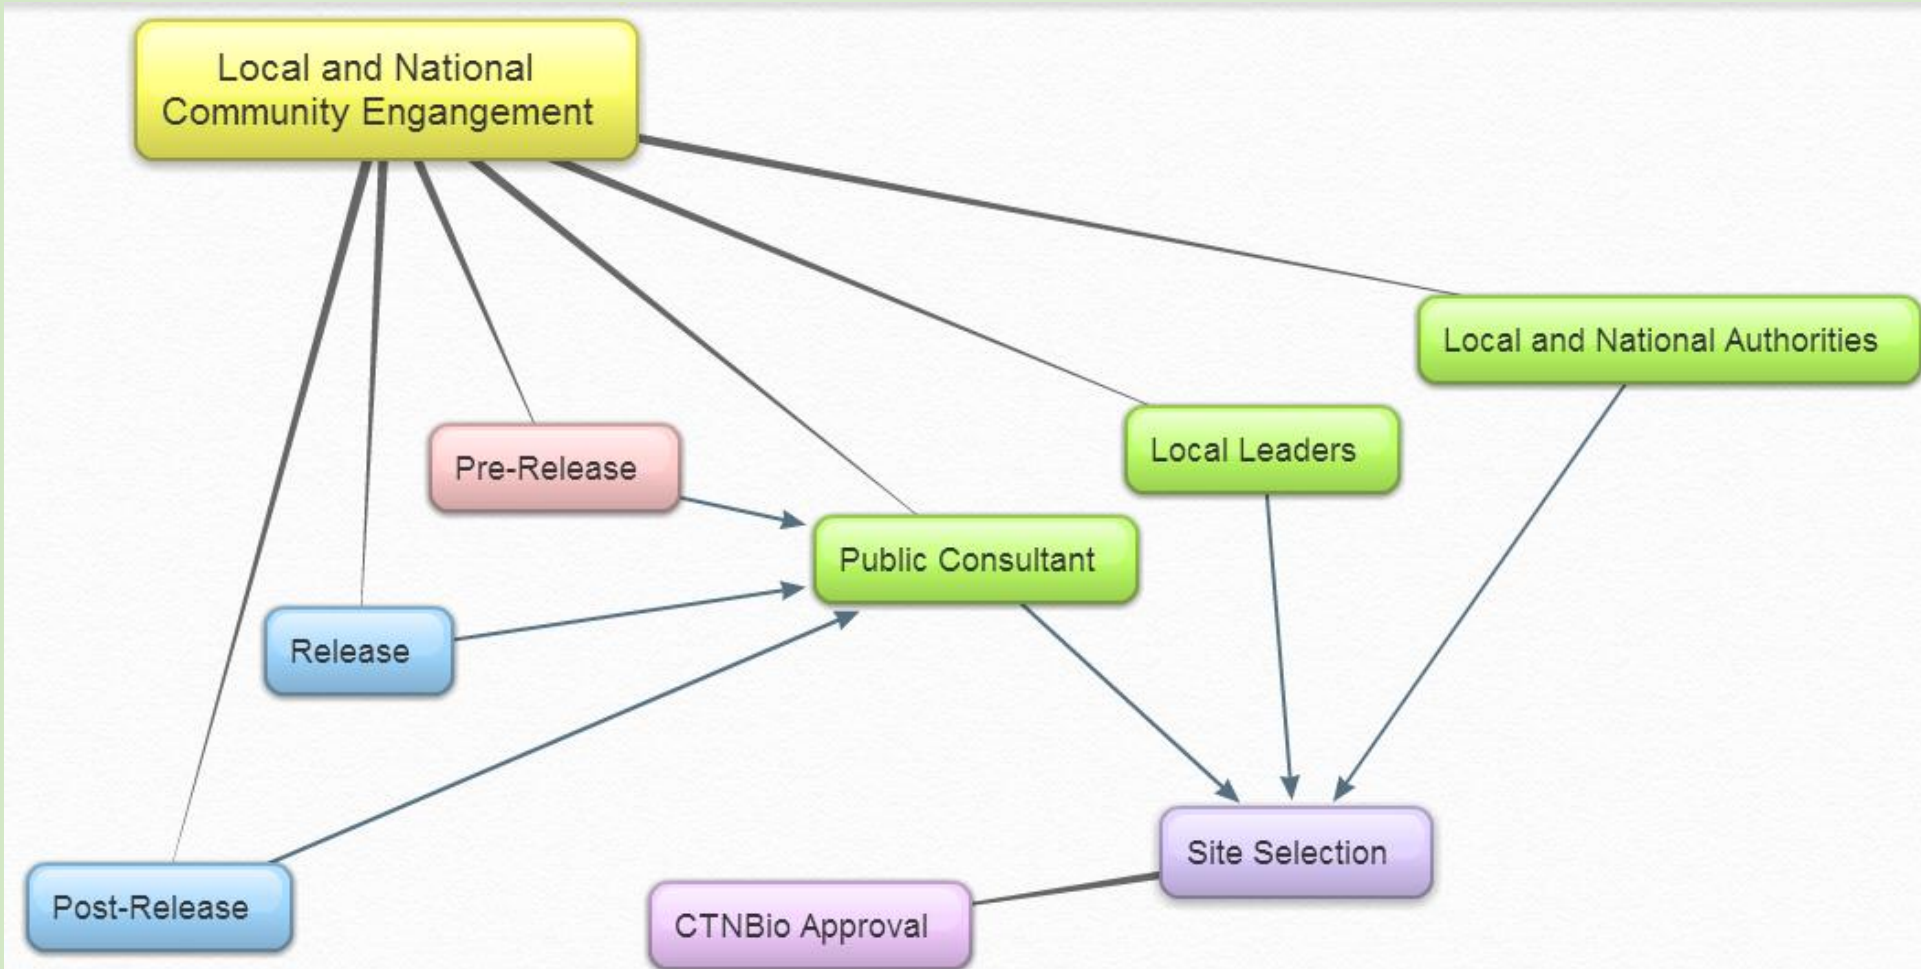 Local and National
Community Engangement
Local and National Authorities
Local Leaders
Pre-Release
Public Consultant
Release
Site Selection
Post-Release
CTNBio Approval